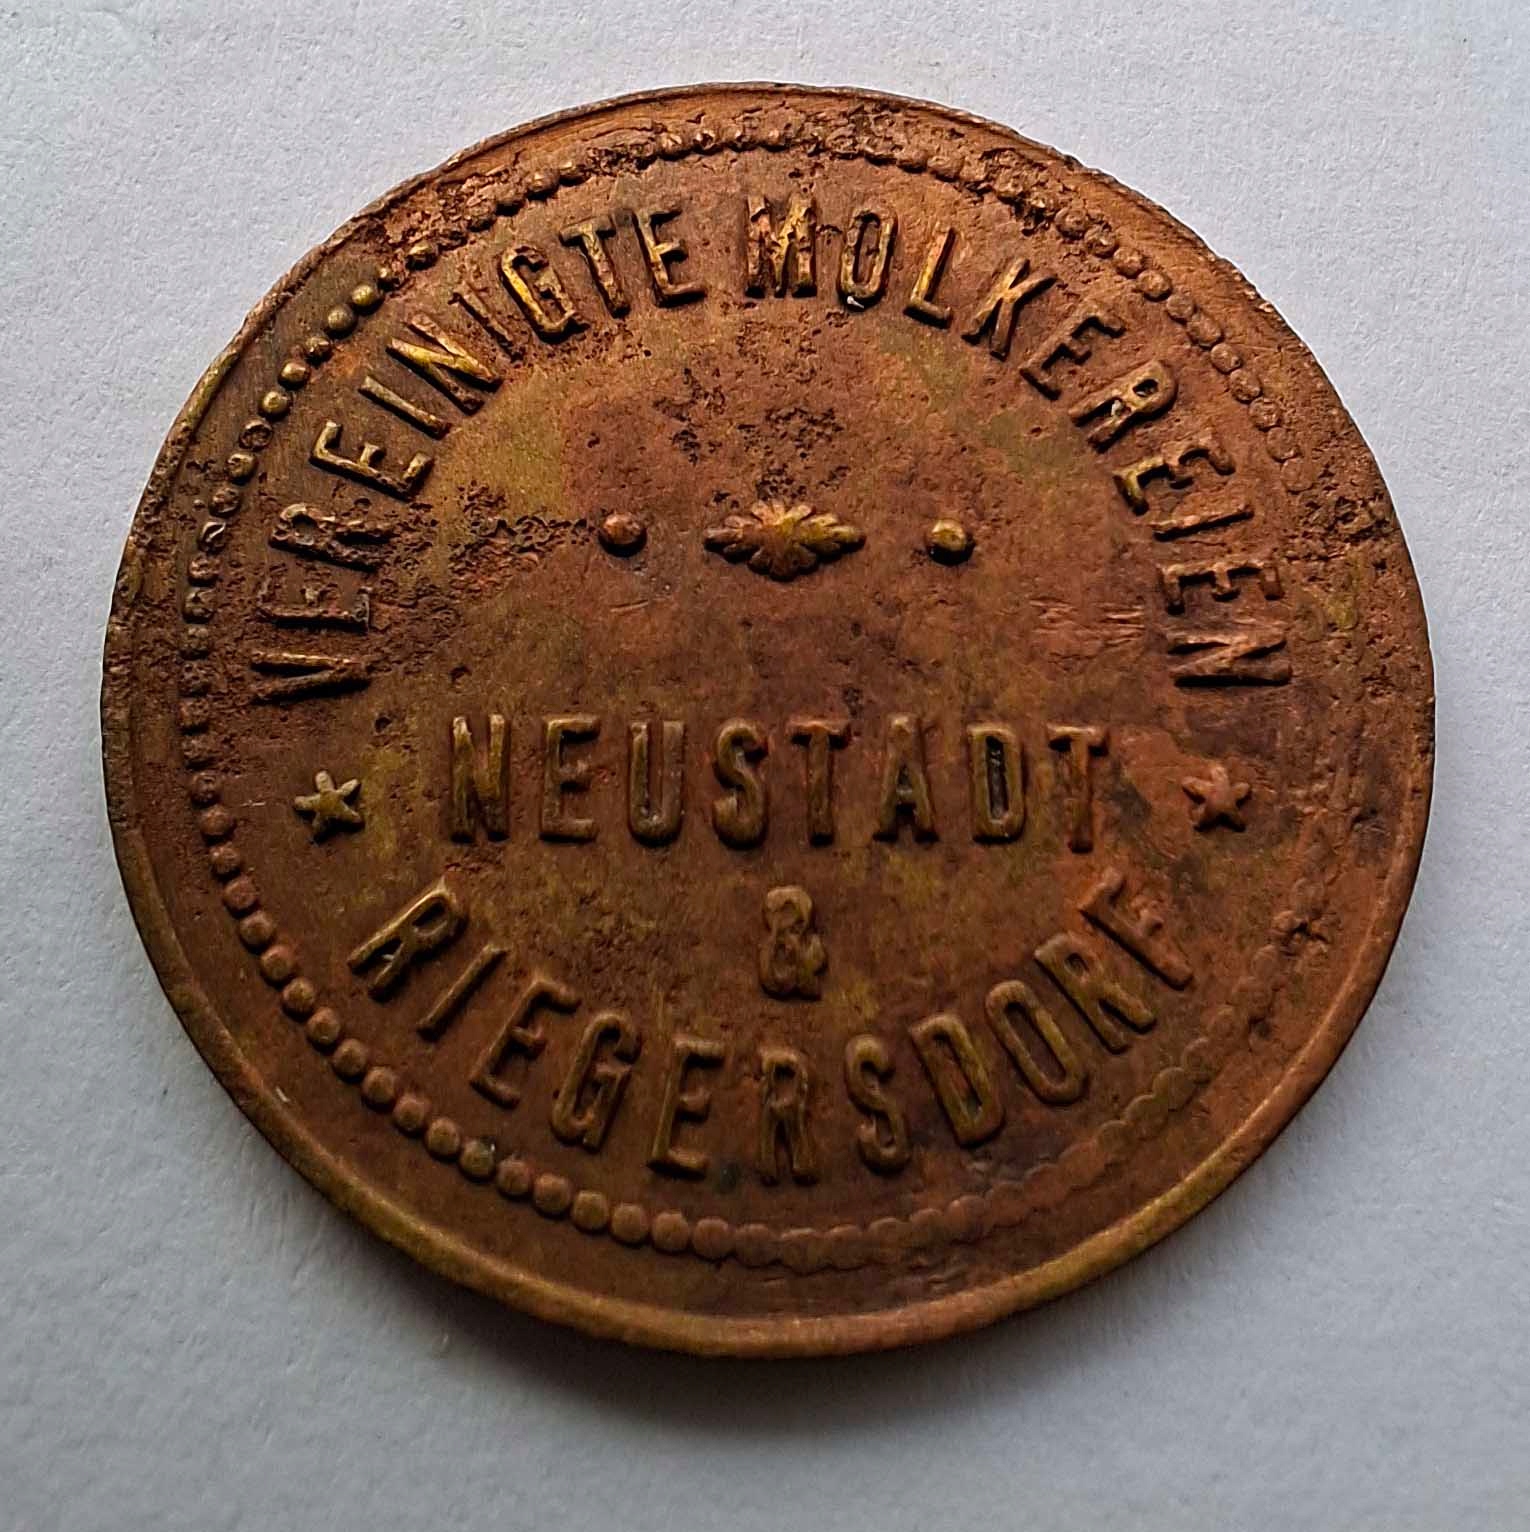 VEREINIGTE MOLKEREIEN
NEUSTADT
&
RIEGERSDORF